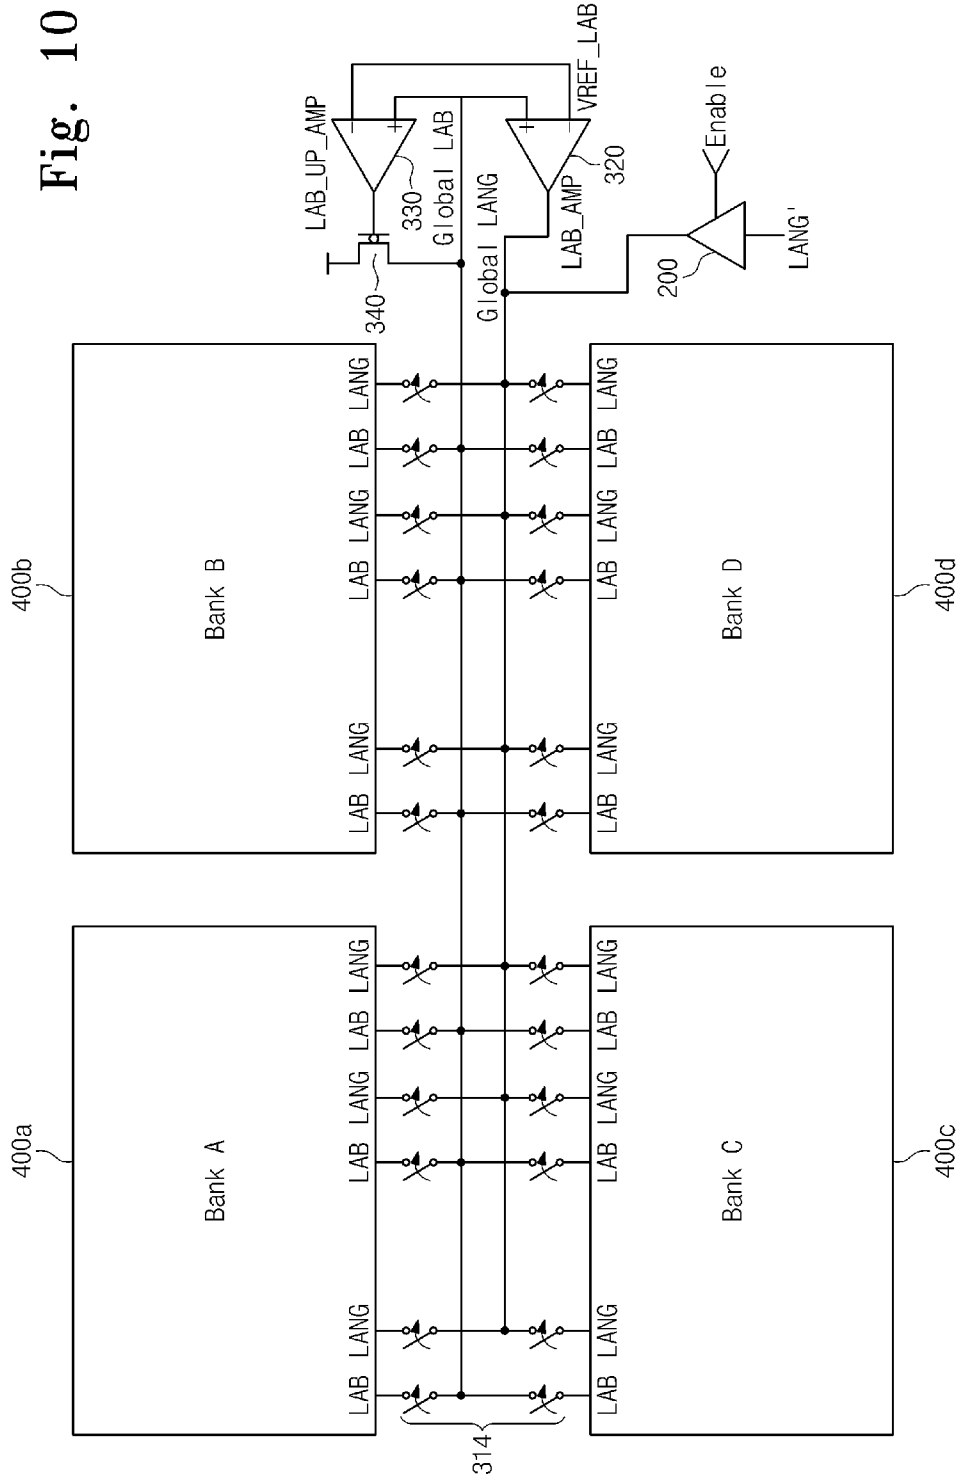 Fig. 10
400a
400b
Bank A
Bank B
LAB LANG LAB LANG LAB LANG
LAB LANG LAB LANG LAB LANG
340
LAB_UP_AMP
330
Global LAB
Global LANG
314
LAB_AMP
320
VREF_LAB
LAB LANG LAB LANG LAB LANG
LAB LANG LAB LANG LAB LANG
200
Enable
LANG'
Bank C
Bank D
400c
400d